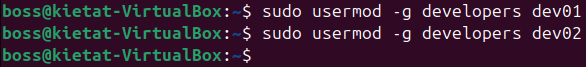 boss@kietat-VirtualBox:~$ sudo usermod -g developers dev01
boss@kietat-VirtualBox:~$ sudo usermod -g developers dev02
boss@kietat-VirtualBox:~$